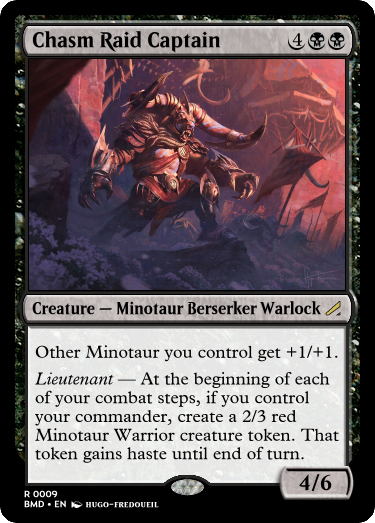 Chasm Raid Captain 4
Creature — Minotaur Berserker Warlock
Other Minotaur you control get +1/+1.
Lieutenant — At the beginning of each
of your combat steps, if you control
your commander, create a 2/3 red
Minotaur Warrior creature token. That
token gains haste until end of turn.
4/6
R 0009
BMD • EN HUGO-FREDOUEIL